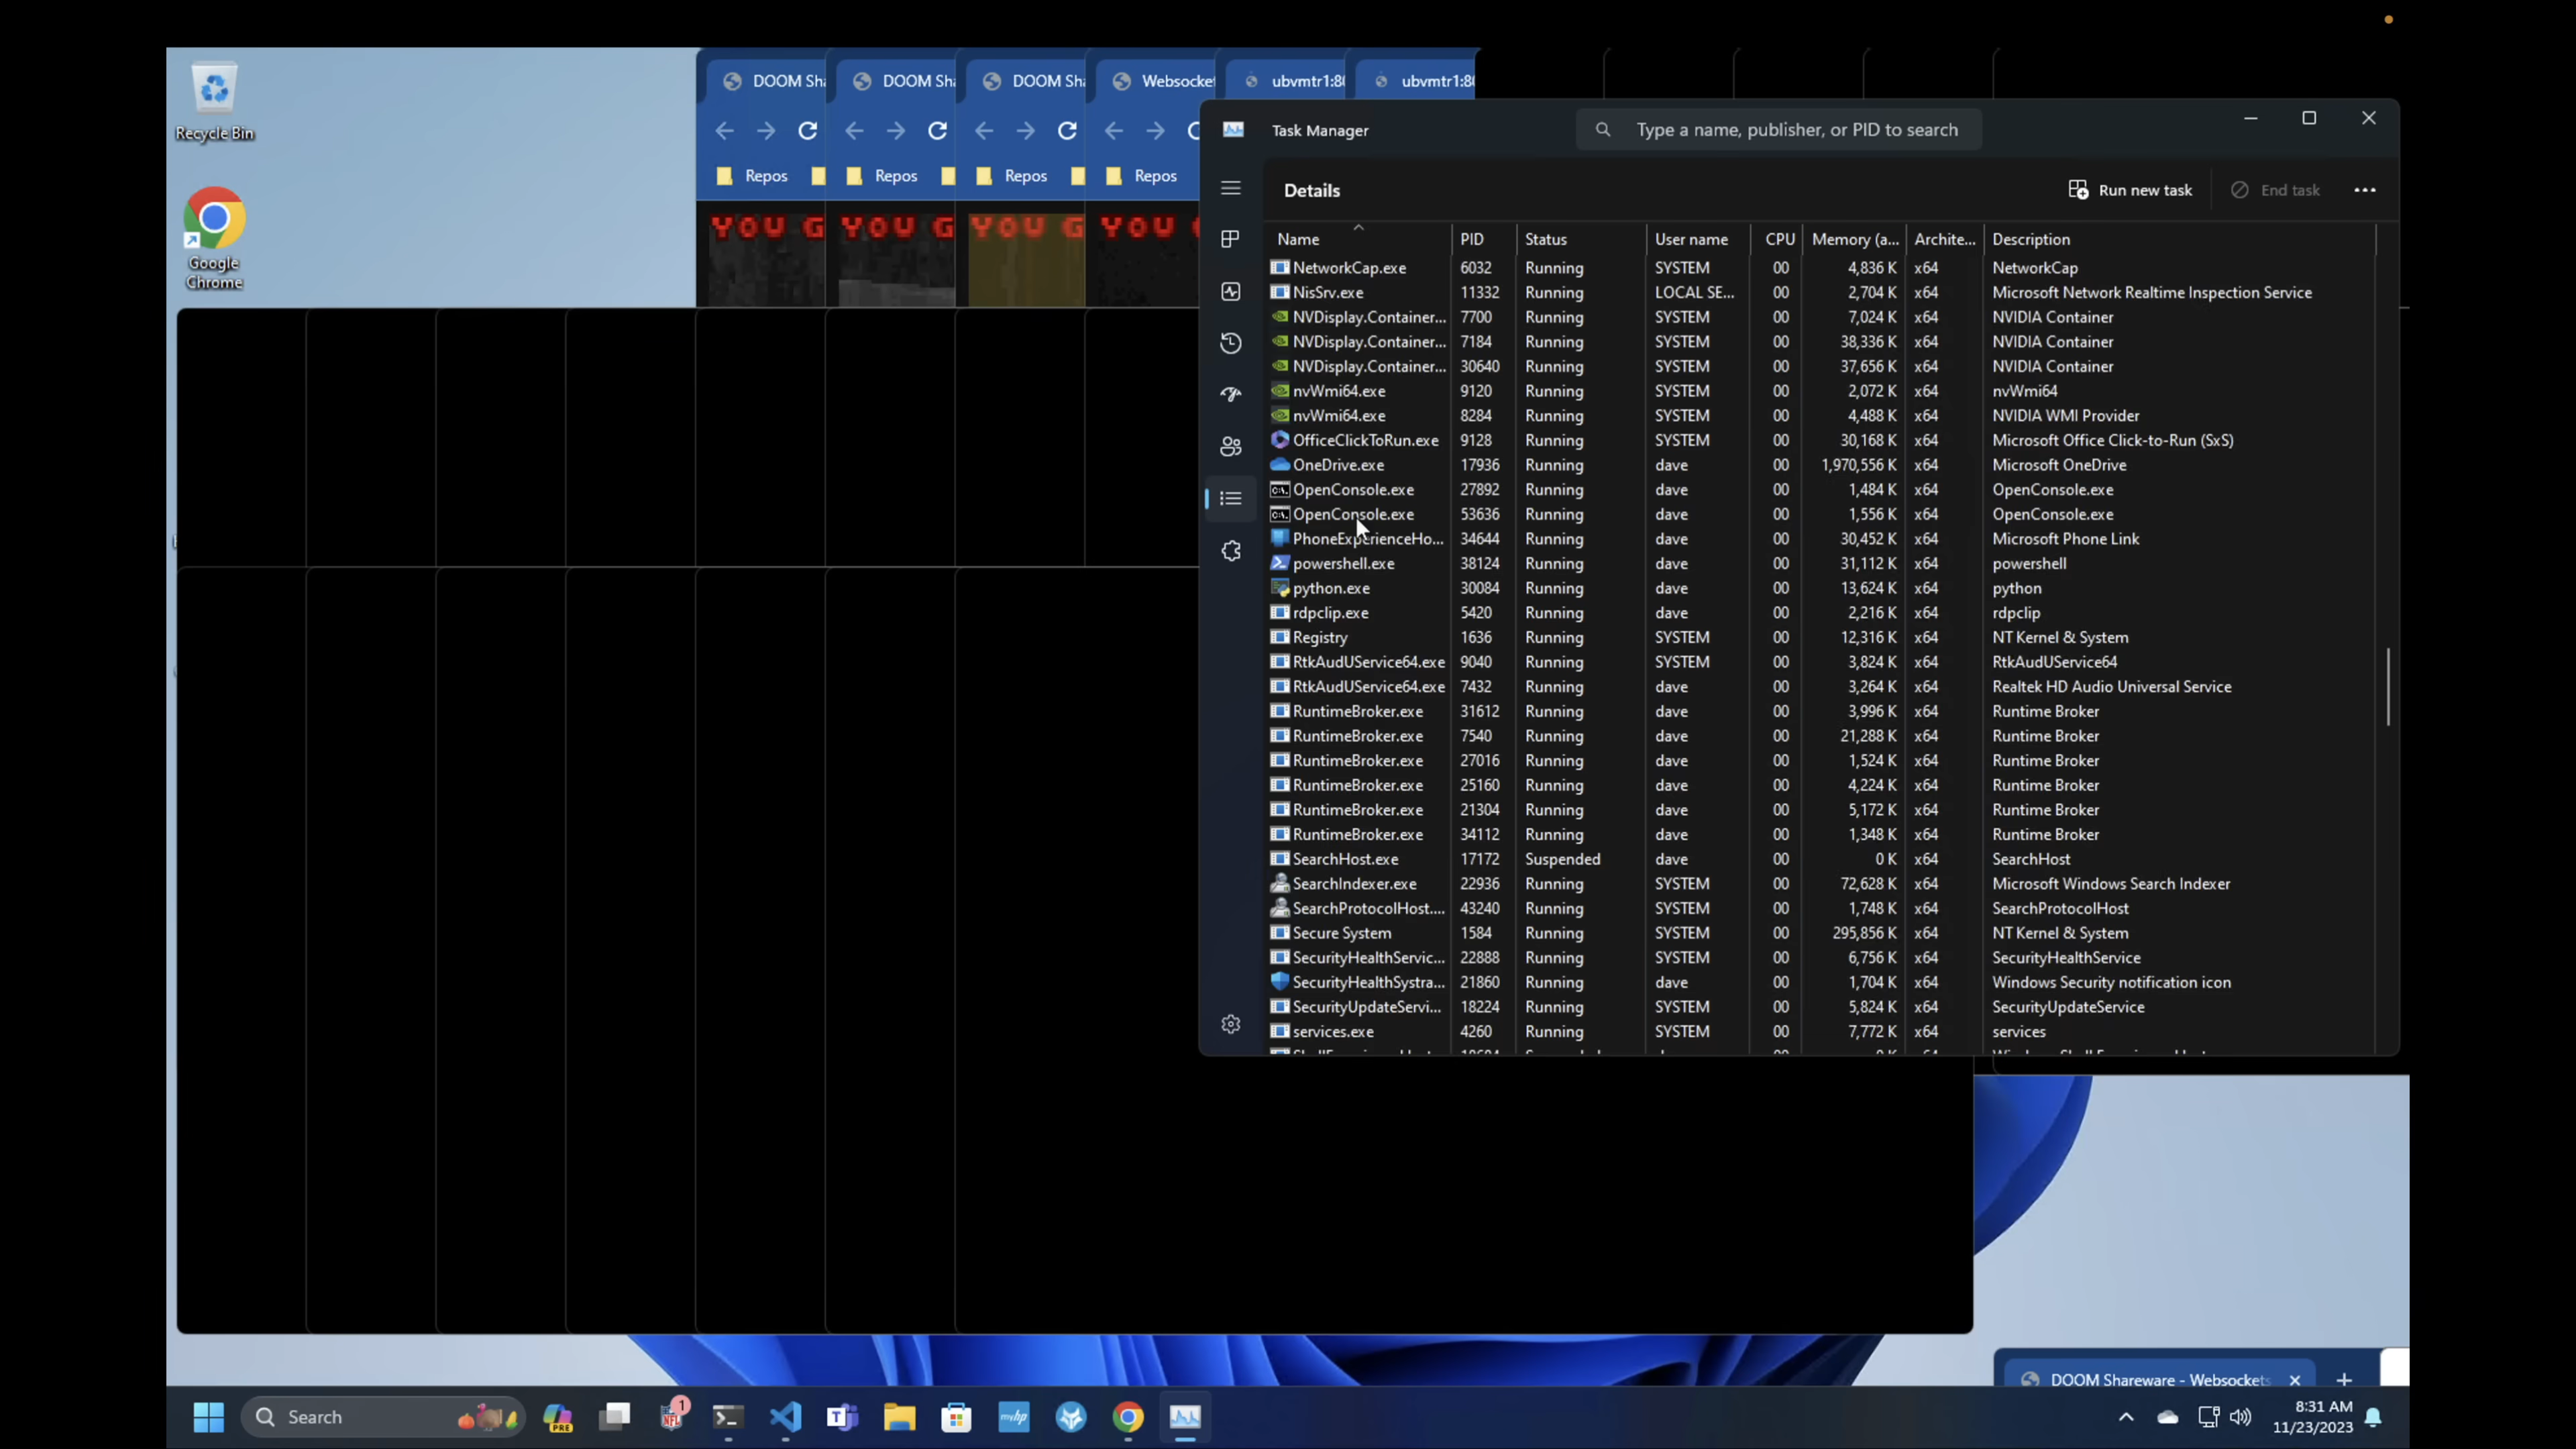 Recycle Bin
Google
Chrome
DOOM Sha
DOOM Sha
DOOM Sha
Websocket
ubvmtr1:80
ubvmtr1:80
Repos
Repos
Repos
Repos
YOU G
YOU G
YOU G
YOU
Task Manager
Type a name, publisher, or PID to search
Details
Run new task
End task
Name PID Status User name CPU Memory (a... Archite... Description
NetworkCap.exe 6032 Running SYSTEM 00 4,836 K x64 NetworkCap
NisSrv.exe 11332 Running LOCAL SE... 00 2,704 K x64 Microsoft Network Realtime Inspection Service
NVDisplay.Container... 7700 Running SYSTEM 00 7,024 K x64 NVIDIA Container
NVDisplay.Container... 7184 Running SYSTEM 00 38,336 K x64 NVIDIA Container
NVDisplay.Container... 30640 Running SYSTEM 00 37,656 K x64 NVIDIA Container
nvWmi64.exe 9120 Running SYSTEM 00 2,072 K x64 nvWmi64
nvWmi64.exe 8284 Running SYSTEM 00 4,488 K x64 NVIDIA WMI Provider
OfficeClickToRun.exe 9128 Running SYSTEM 00 30,168 K x64 Microsoft Office Click-to-Run (SxS)
OneDrive.exe 17936 Running dave 00 1,970,556 K x64 Microsoft OneDrive
OpenConsole.exe 27892 Running dave 00 1,484 K x64 OpenConsole.exe
OpenConsole.exe 53636 Running dave 00 1,556 K x64 OpenConsole.exe
PhoneExperienceHo... 34644 Running dave 00 30,452 K x64 Microsoft Phone Link
powershell.exe 38124 Running dave 00 31,112 K x64 powershell
python.exe 30084 Running dave 00 13,624 K x64 python
rdpclip.exe 5420 Running dave 00 2,216 K x64 rdpclip
Registry 1636 Running SYSTEM 00 12,316 K x64 NT Kernel & System
RtkAudUService64.exe 9040 Running SYSTEM 00 3,824 K x64 RtkAudUService64
RtkAudUService64.exe 7432 Running dave 00 3,264 K x64 Realtek HD Audio Universal Service
RuntimeBroker.exe 31612 Running dave 00 3,996 K x64 Runtime Broker
RuntimeBroker.exe 7540 Running dave 00 21,288 K x64 Runtime Broker
RuntimeBroker.exe 27016 Running dave 00 1,524 K x64 Runtime Broker
RuntimeBroker.exe 25160 Running dave 00 4,224 K x64 Runtime Broker
RuntimeBroker.exe 21304 Running dave 00 5,172 K x64 Runtime Broker
RuntimeBroker.exe 34112 Running dave 00 1,348 K x64 Runtime Broker
SearchHost.exe 17172 Suspended dave 00 0 K x64 SearchHost
SearchIndexer.exe 22936 Running SYSTEM 00 72,628 K x64 Microsoft Windows Search Indexer
SearchProtocolHost.... 43240 Running SYSTEM 00 1,748 K x64 SearchProtocolHost
Secure System 1584 Running SYSTEM 00 295,856 K x64 NT Kernel & System
SecurityHealthServic... 22888 Running SYSTEM 00 6,756 K x64 SecurityHealthService
SecurityHealthSystra... 21860 Running dave 00 1,704 K x64 Windows Security notification icon
SecurityUpdateServi... 18224 Running SYSTEM 00 5,824 K x64 SecurityUpdateService
services.exe 4260 Running SYSTEM 00 7,772 K x64 services
DOOM Shareware - Websockets
Search
PRE
NFL
1
T
myhp
8:31 AM
11/23/2023